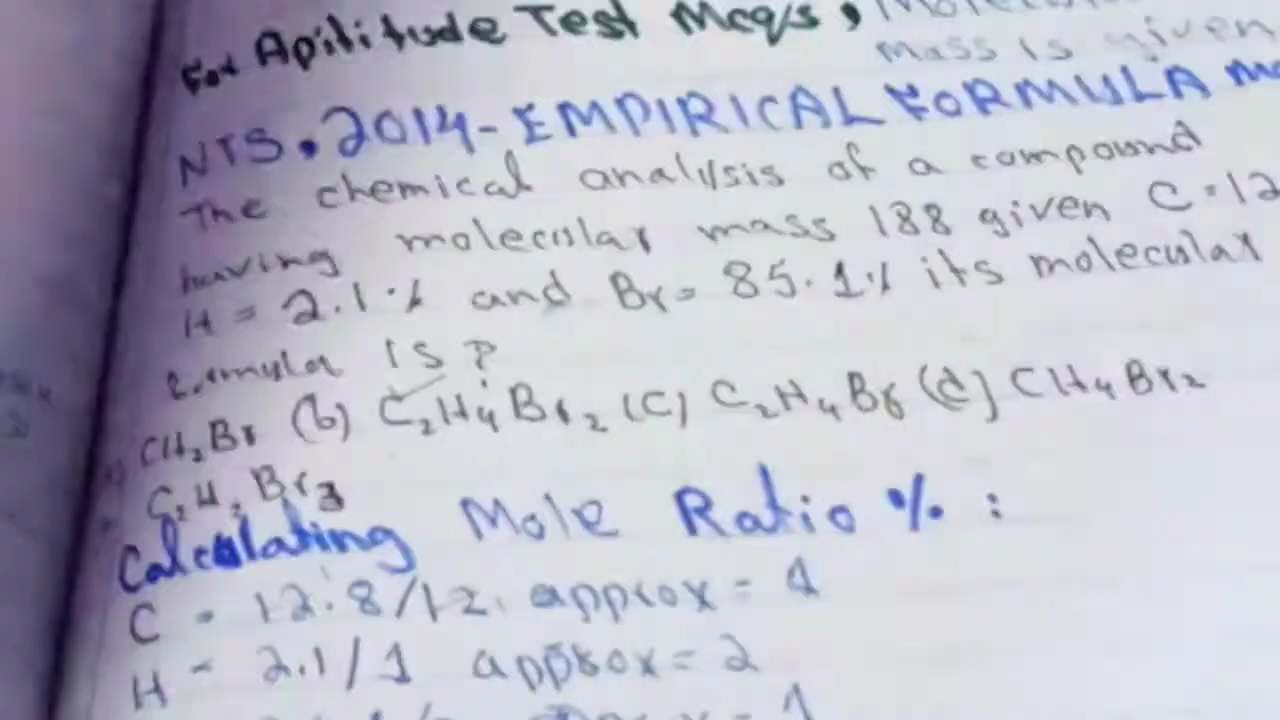 For Apititude Test Mcqs,
mass is given
NTS. 2014-EMPIRICAL FORMULA
The chemical analysis of a compound
having molecular mass 188 given C = 12
H = 2.1% and Br= 85.1% its molecular
formula is?
CH₂Br (b) C₂H₄Br₂ (C) C₂H₄Br (d) CH₄Br₂
C₂H₂Br₃
Calculating Mole Ratio %:
C = 12.8/12. approx = 1
H = 2.1/1 approx = 2